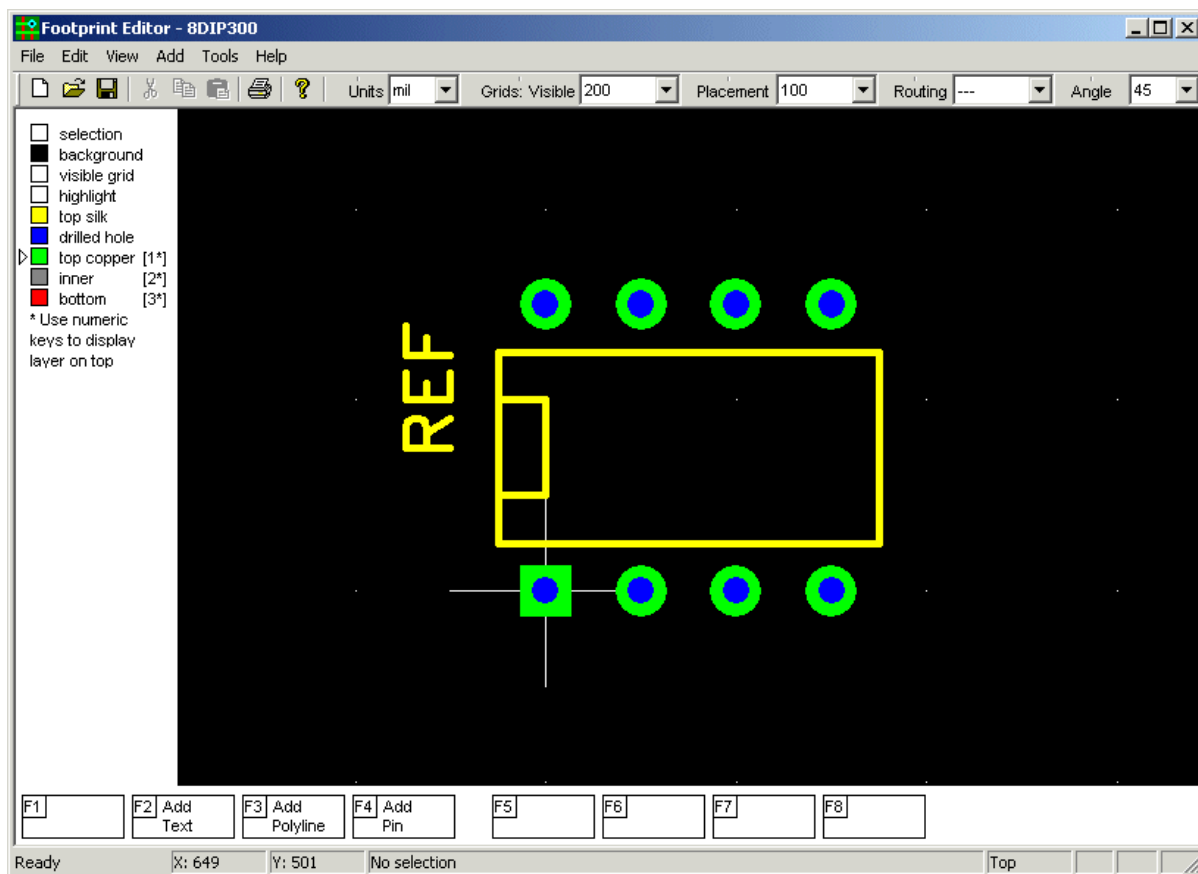 Footprint Editor - 8DIP300
File Edit View Add Tools Help
Units mil Grids: Visible 200 Placement 100 Routing --- Angle 45
selection
background
visible grid
highlight
top silk
drilled hole
top copper [1*]
inner [2*]
bottom [3*]
* Use numeric
keys to display
layer on top
REF
F1 F2 Add Text F3 Add Polyline F4 Add Pin F5 F6 F7 F8
Ready X: 649 Y: 501 No selection Top